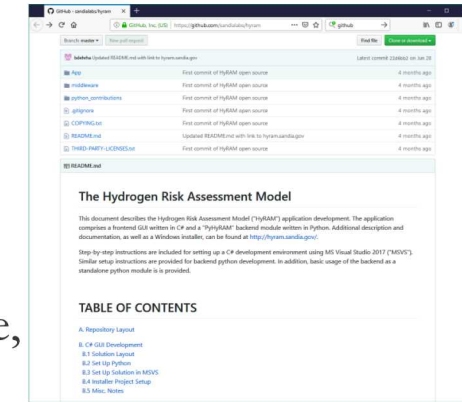 GitHub - sandialabs/hyram
GitHub, Inc. (US) https://github.com/sandialabs/hyram github
Branch: master New pull request Find file Clone or download
Updated README.md with link to hyram.sandia.gov Latest commit on Jan 28
App First commit of HyRAM open source 4 months ago
middleware First commit of HyRAM open source 4 months ago
python_contributions First commit of HyRAM open source 4 months ago
.gitignore First commit of HyRAM open source 4 months ago
COPYING.txt First commit of HyRAM open source 4 months ago
README.md Updated README.md with link to hyram.sandia.gov 4 months ago
THIRD-PARTY-LICENSES.txt First commit of HyRAM open source 4 months ago
README.md
The Hydrogen Risk Assessment Model
This document describes the Hydrogen Risk Assessment Model ("HyRAM") application development. The application
comprises a frontend GUI written in C# and a "PyHyRAM" backend module written in Python. Additional description and
documentation, as well as a Windows installer, can be found at http://hyram.sandia.gov/.
Step-by-step instructions are included for setting up a C# development environment using MS Visual Studio 2017 ("MSVS").
Similar setup instructions are provided for backend python development. In addition, basic usage of the backend as a
standalone python module is is provided.
e,
TABLE OF CONTENTS
A. Repository Layout
B. C# GUI Development
B.1 Solution Layout
B.2 Set Up Python
B.3 Set Up Solution in MSVS
B.4 Installer Project Setup
B.5 Misc. Notes